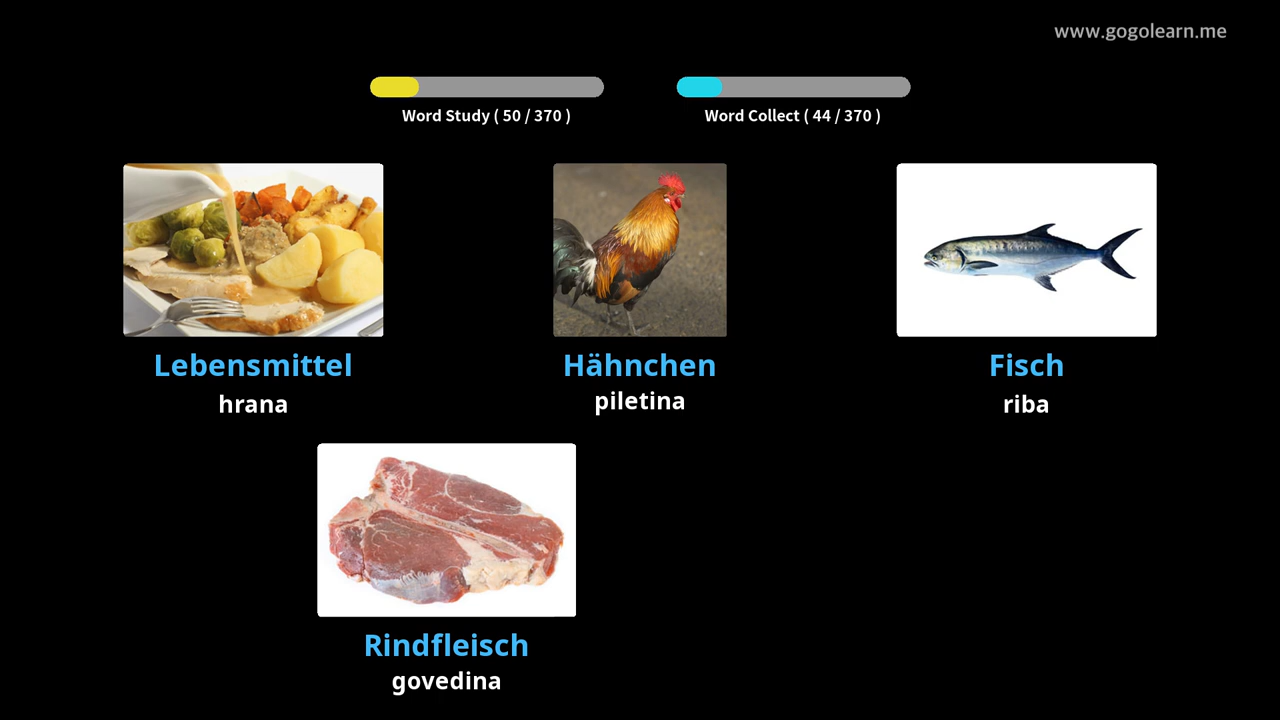 www.gogolearn.me
Word Study ( 50 / 370 )
Word Collect ( 44 / 370 )
Lebensmittel
hrana
Hähnchen
piletina
Fisch
riba
Rindfleisch
govedina